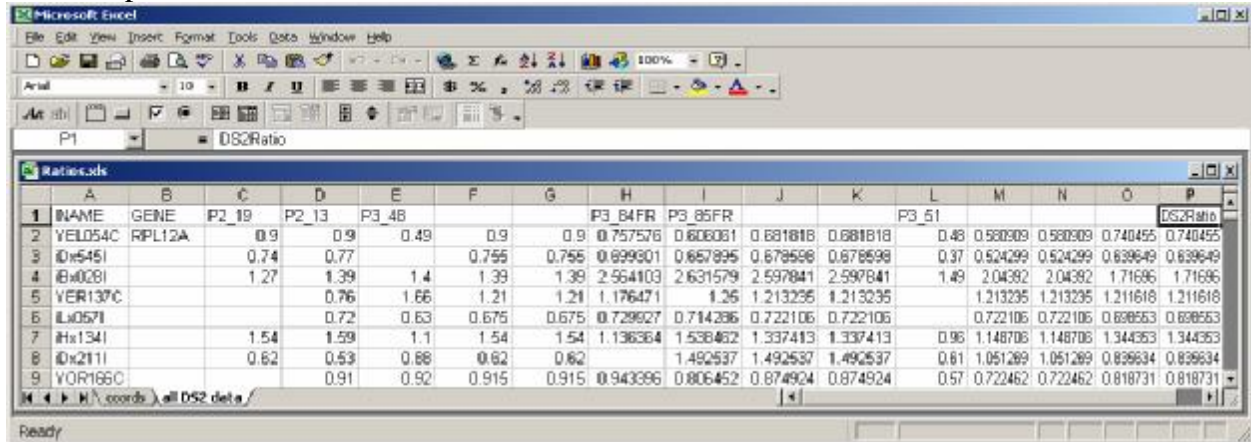 Microsoft Excel
File Edit View Insert Format Tools Data Window Help
100%
Arial 10 B I U
P1 = DS2Ratio
Ratios.xls
A B C D E F G H I J K L M N O P
1 INAME GENE P2_19 P2_13 P3_48 P3_84FR P3_85FR P3_51 DS2Ratio
2 YEL054C RPL12A 0.9 0.9 0.49 0.9 0.9 0.757576 0.606061 0.681818 0.681818 0.48 0.580909 0.580909 0.740455 0.740455
3 iDx545I 0.74 0.77 0.755 0.755 0.699301 0.657895 0.678598 0.678598 0.37 0.524299 0.524299 0.639649 0.639649
4 iBx028I 1.27 1.39 1.4 1.39 1.39 2.564103 2.631579 2.597841 2.597841 1.49 2.04392 2.04392 1.71696 1.71696
5 YER137C 0.76 1.66 1.21 1.21 1.176471 1.25 1.213235 1.213235 1.213235 1.213235 1.211618 1.211618
6 iLx057I 0.72 0.63 0.675 0.675 0.729927 0.714286 0.722106 0.722106 0.722106 0.722106 0.698553 0.698553
7 iHx134I 1.54 1.59 1.1 1.54 1.54 1.136364 1.538462 1.337413 1.337413 0.96 1.148706 1.148706 1.344353 1.344353
8 iDx211I 0.62 0.53 0.88 0.62 0.62 1.492537 1.492537 1.492537 0.61 1.051269 1.051269 0.835634 0.835634
9 YOR166C 0.91 0.92 0.915 0.915 0.943396 0.806452 0.874924 0.874924 0.57 0.722462 0.722462 0.818731 0.818731
coords all DS2 data
Ready